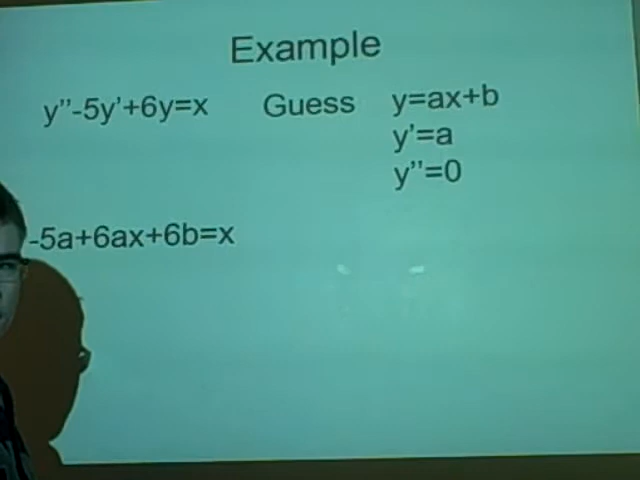 Example
y''-5y'+6y=x Guess y=ax+b
y'=a
y''=0
-5a+6ax+6b=x